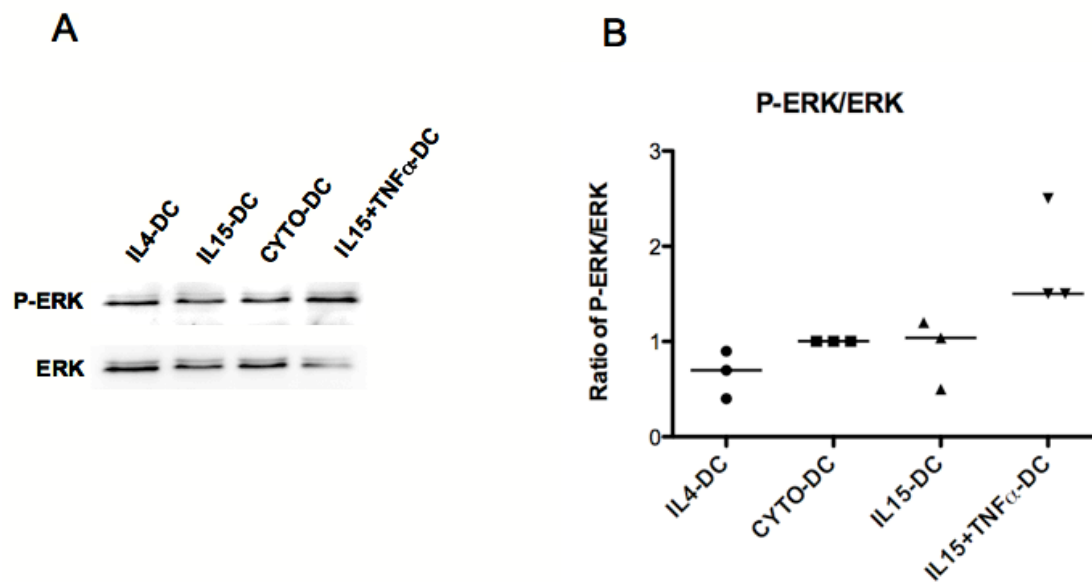 A
IL4-DC
IL15-DC
CYTO-DC
IL15+TNFα-DC
P-ERK
ERK
B
P-ERK/ERK
Ratio of P-ERK/ERK
3
2
1
0
IL4-DC
CYTO-DC
IL15-DC
IL15+TNFα-DC